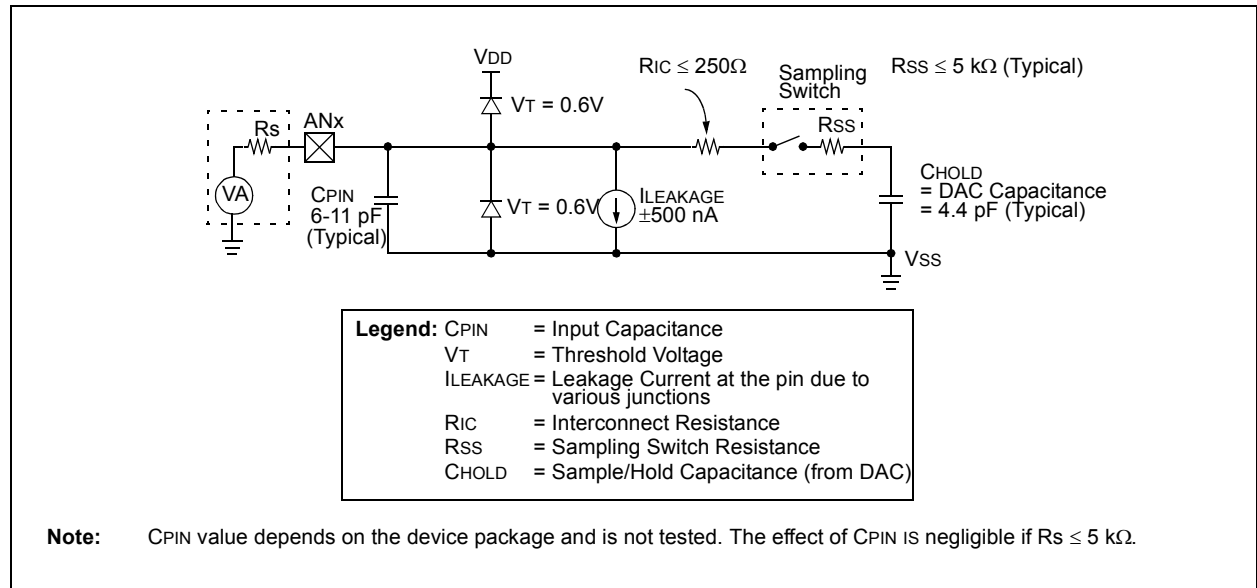 VDD
RIC ≤ 250Ω
Sampling
Switch
RSS ≤ 5 kΩ (Typical)
VT = 0.6V
Rs
ANx
RSS
VA
CPIN
6-11 pF
(Typical)
VT = 0.6V
ILEAKAGE
±500 nA
CHOLD
= DAC Capacitance
= 4.4 pF (Typical)
VSS
Legend: CPIN = Input Capacitance
VT = Threshold Voltage
ILEAKAGE = Leakage Current at the pin due to
various junctions
RIC = Interconnect Resistance
RSS = Sampling Switch Resistance
CHOLD = Sample/Hold Capacitance (from DAC)
Note: CPIN value depends on the device package and is not tested. The effect of CPIN IS negligible if Rs ≤ 5 kΩ.